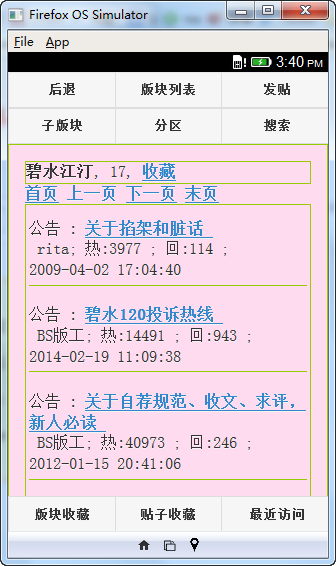 Firefox OS Simulator
File App
3:40 PM
后退 版块列表 发贴
子版块 分区 搜索
碧水江汀, 17, 收藏
首页 上一页 下一页 末页
公告 : 关于掐架和脏话
rita; 热:3977 ; 回:114 ;
2009-04-02 17:04:40
公告 : 碧水120投诉热线
BS版工; 热:14491 ; 回:943 ;
2014-02-19 11:09:38
公告 : 关于自荐规范、收文、求评，
新人必读
BS版工; 热:40973 ; 回:246 ;
2012-01-15 20:41:06
版块收藏 贴子收藏 最近访问